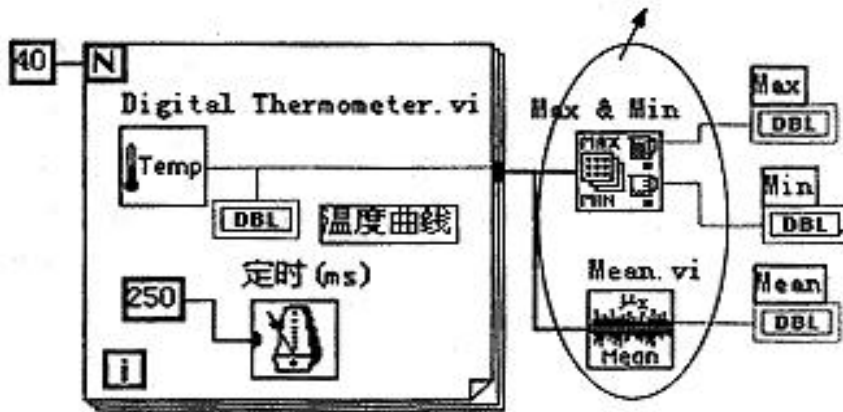 40
N
Digital Thermometer.vi
Temp
DBL
温度曲线
定时(ms)
250
i
Max & Min
MAX
MIN
Max
DBL
Min
DBL
Mean.vi
μx
Mean
Mean
DBL